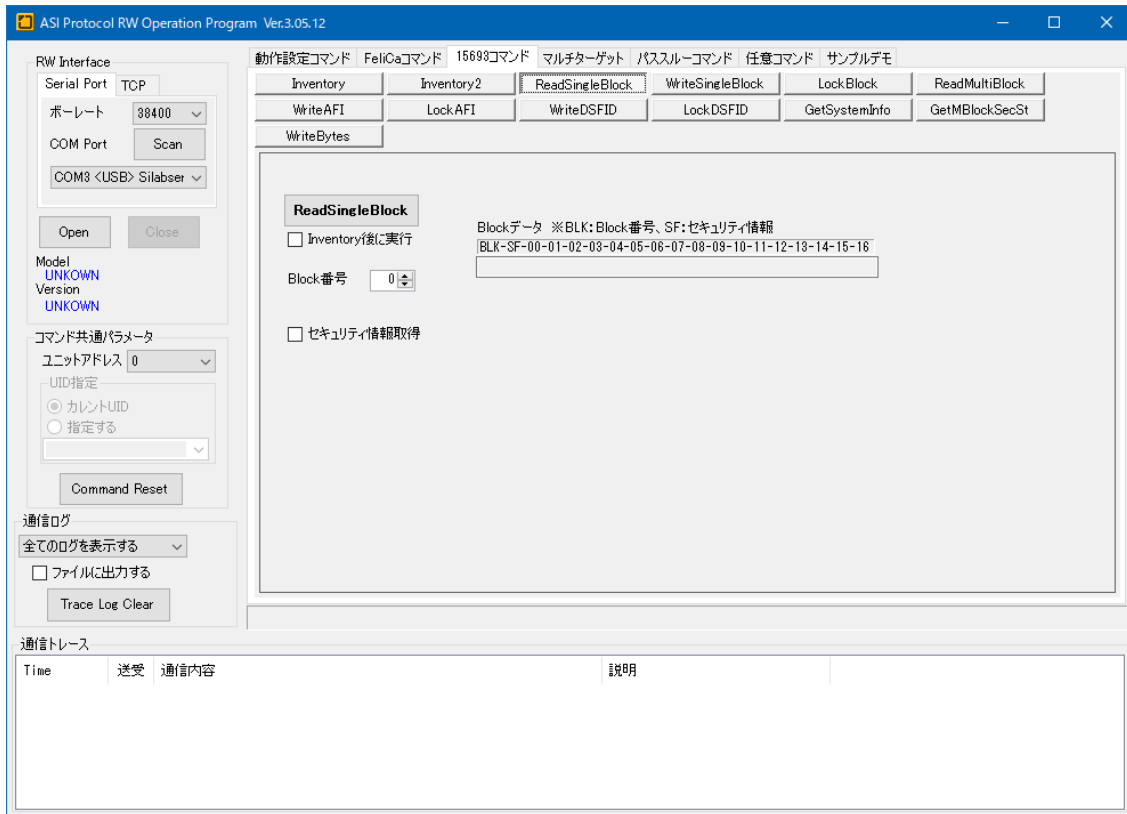 ASI Protocol RW Operation Program Ver.3.05.12
RW Interface
Serial Port TCP
ボーレート 38400
COM Port Scan
COM3 <USB> Silabser
Open Close
Model
UNKOWN
Version
UNKOWN
コマンド共通パラメータ
ユニットアドレス 0
UID指定
カレントUID
指定する
Command Reset
通信ログ
全てのログを表示する
ファイルに出力する
Trace Log Clear
動作設定コマンド FeliCaコマンド 15693コマンド マルチターゲット パススルーコマンド 任意コマンド サンプルデモ
Inventory Inventory2 ReadSingleBlock WriteSingleBlock LockBlock ReadMultiBlock
WriteAFI LockAFI WriteDSFID LockDSFID GetSystemInfo GetMBlockSecSt
WriteBytes
ReadSingleBlock
Inventory後に実行
Block番号 0
セキュリティ情報取得
Blockデータ ※BLK:Block番号、SF:セキュリティ情報
BLK-SF-00-01-02-03-04-05-06-07-08-09-10-11-12-13-14-15-16
通信トレース
Time 送受 通信内容 説明